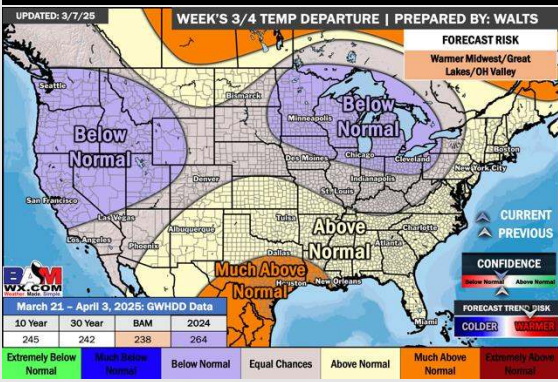 UPDATED: 3/7/25
WEEK'S 3/4 TEMP DEPARTURE | PREPARED BY: WALTS
FORECAST RISK
Warmer Midwest/Great
Lakes/OH Valley
Seattle
Bismarck
Below
Normal
Minneapolis
Below
Normal
Boston
Des Moines
Chicago
Cleveland
New York City
Indianapolis
Denver
St. Louis
San Francisco
Las Vegas
Los Angeles
Phoenix
Albuquerque
Tulsa
Above
Normal
Charlotte
Atlanta
Dallas
Much Above
Normal
Houston
New Orleans
Miami
CURRENT
PREVIOUS
CONFIDENCE
Below Normal
Above Normal
FORECAST TREND RISK
COLDER
WARMER
BAM
WX.COM
Weather Made Simple
March 21 – April 3, 2025: GWHDD Data
10 Year
30 Year
BAM
2024
245
242
238
264
Extremely Below
Normal
Much Below
Normal
Below Normal
Equal Chances
Above Normal
Much Above
Normal
Extremely Above
Normal